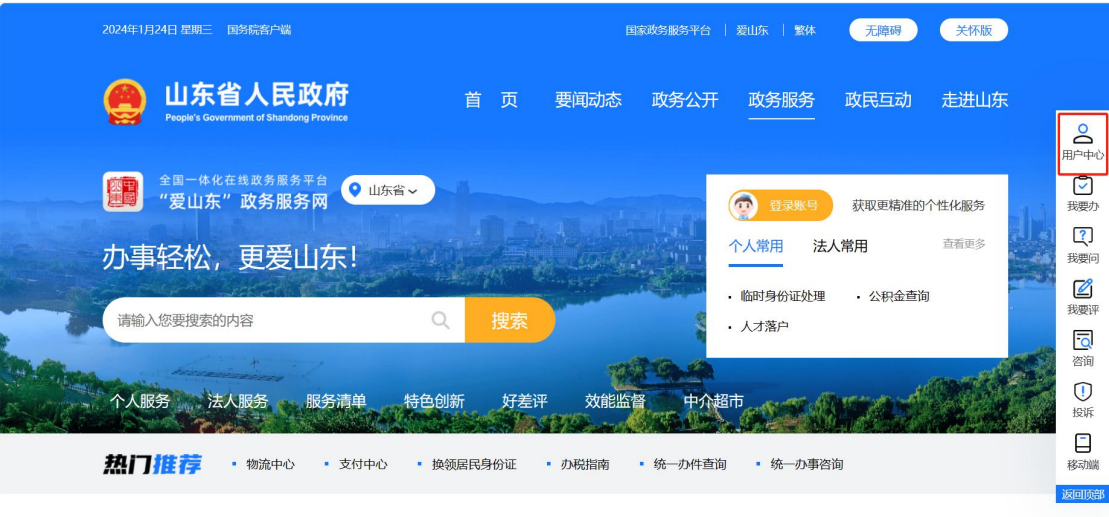 2024年1月24日 星期三 国务院客户端
国家政务服务平台 爱山东 繁体 无障碍 关怀版
山东省人民政府
People's Government of Shandong Province
首 页 要闻动态 政务公开 政务服务 政民互动 走进山东
全国一体化在线政务服务平台
“爱山东”政务服务网
山东省
办事轻松，更爱山东！
请输入您要搜索的内容
搜索
登录账号 获取更精准的个性化服务
个人常用 法人常用 查看更多
临时身份证处理 公积金查询
人才落户
个人服务 法人服务 服务清单 特色创新 好差评 效能监督 中介超市
热门推荐 物流中心 支付中心 换领居民身份证 办税指南 统一办件查询 统一办事咨询
用户中心
我要办
我要问
我要评
咨询
投诉
移动端
返回顶部